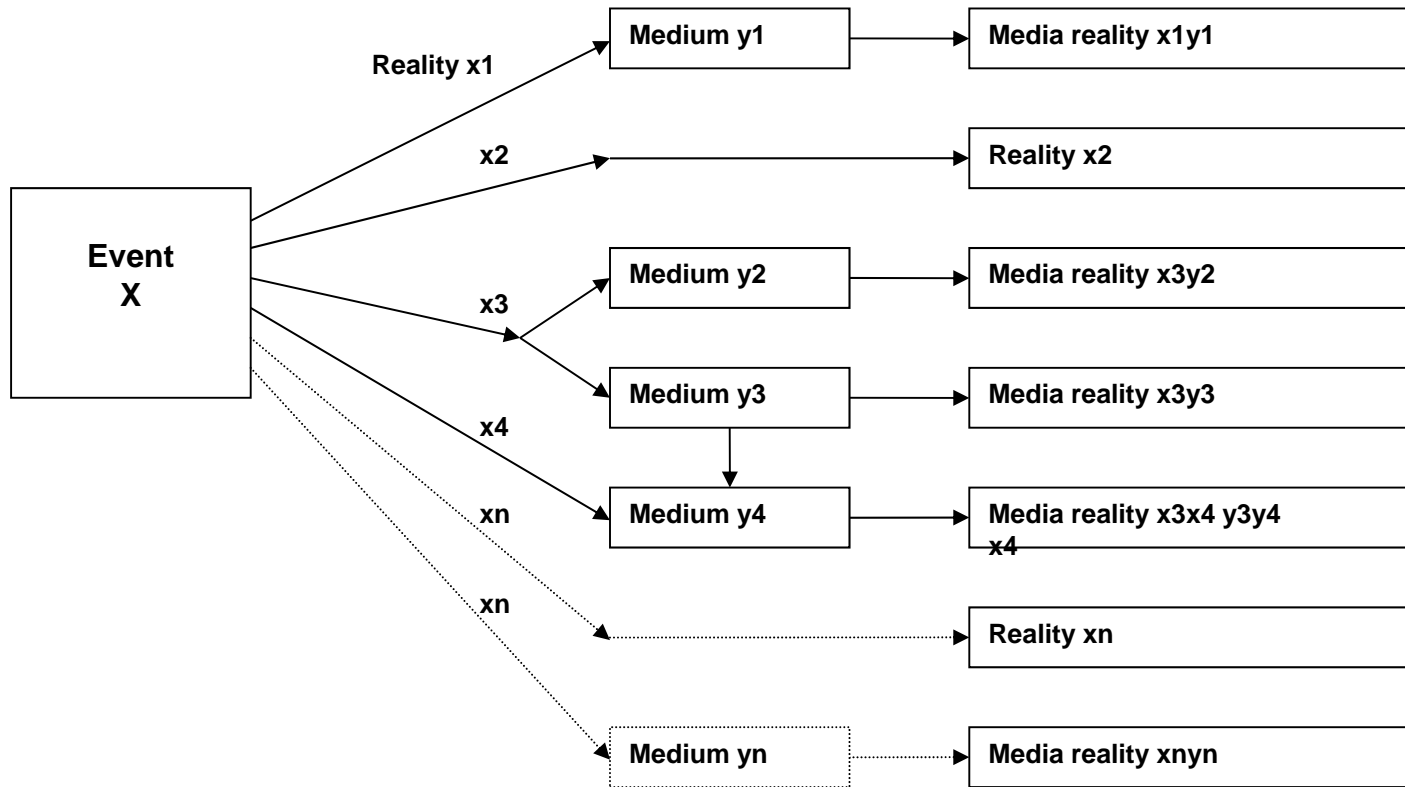 Medium y1
Media reality x1y1
Reality x1
x2
Reality x2
Event
X
Medium y2
Media reality x3y2
x3
Medium y3
Media reality x3y3
x4
Medium y4
Media reality x3x4 y3y4
x4
xn
xn
Reality xn
Medium yn
Media reality xnyn